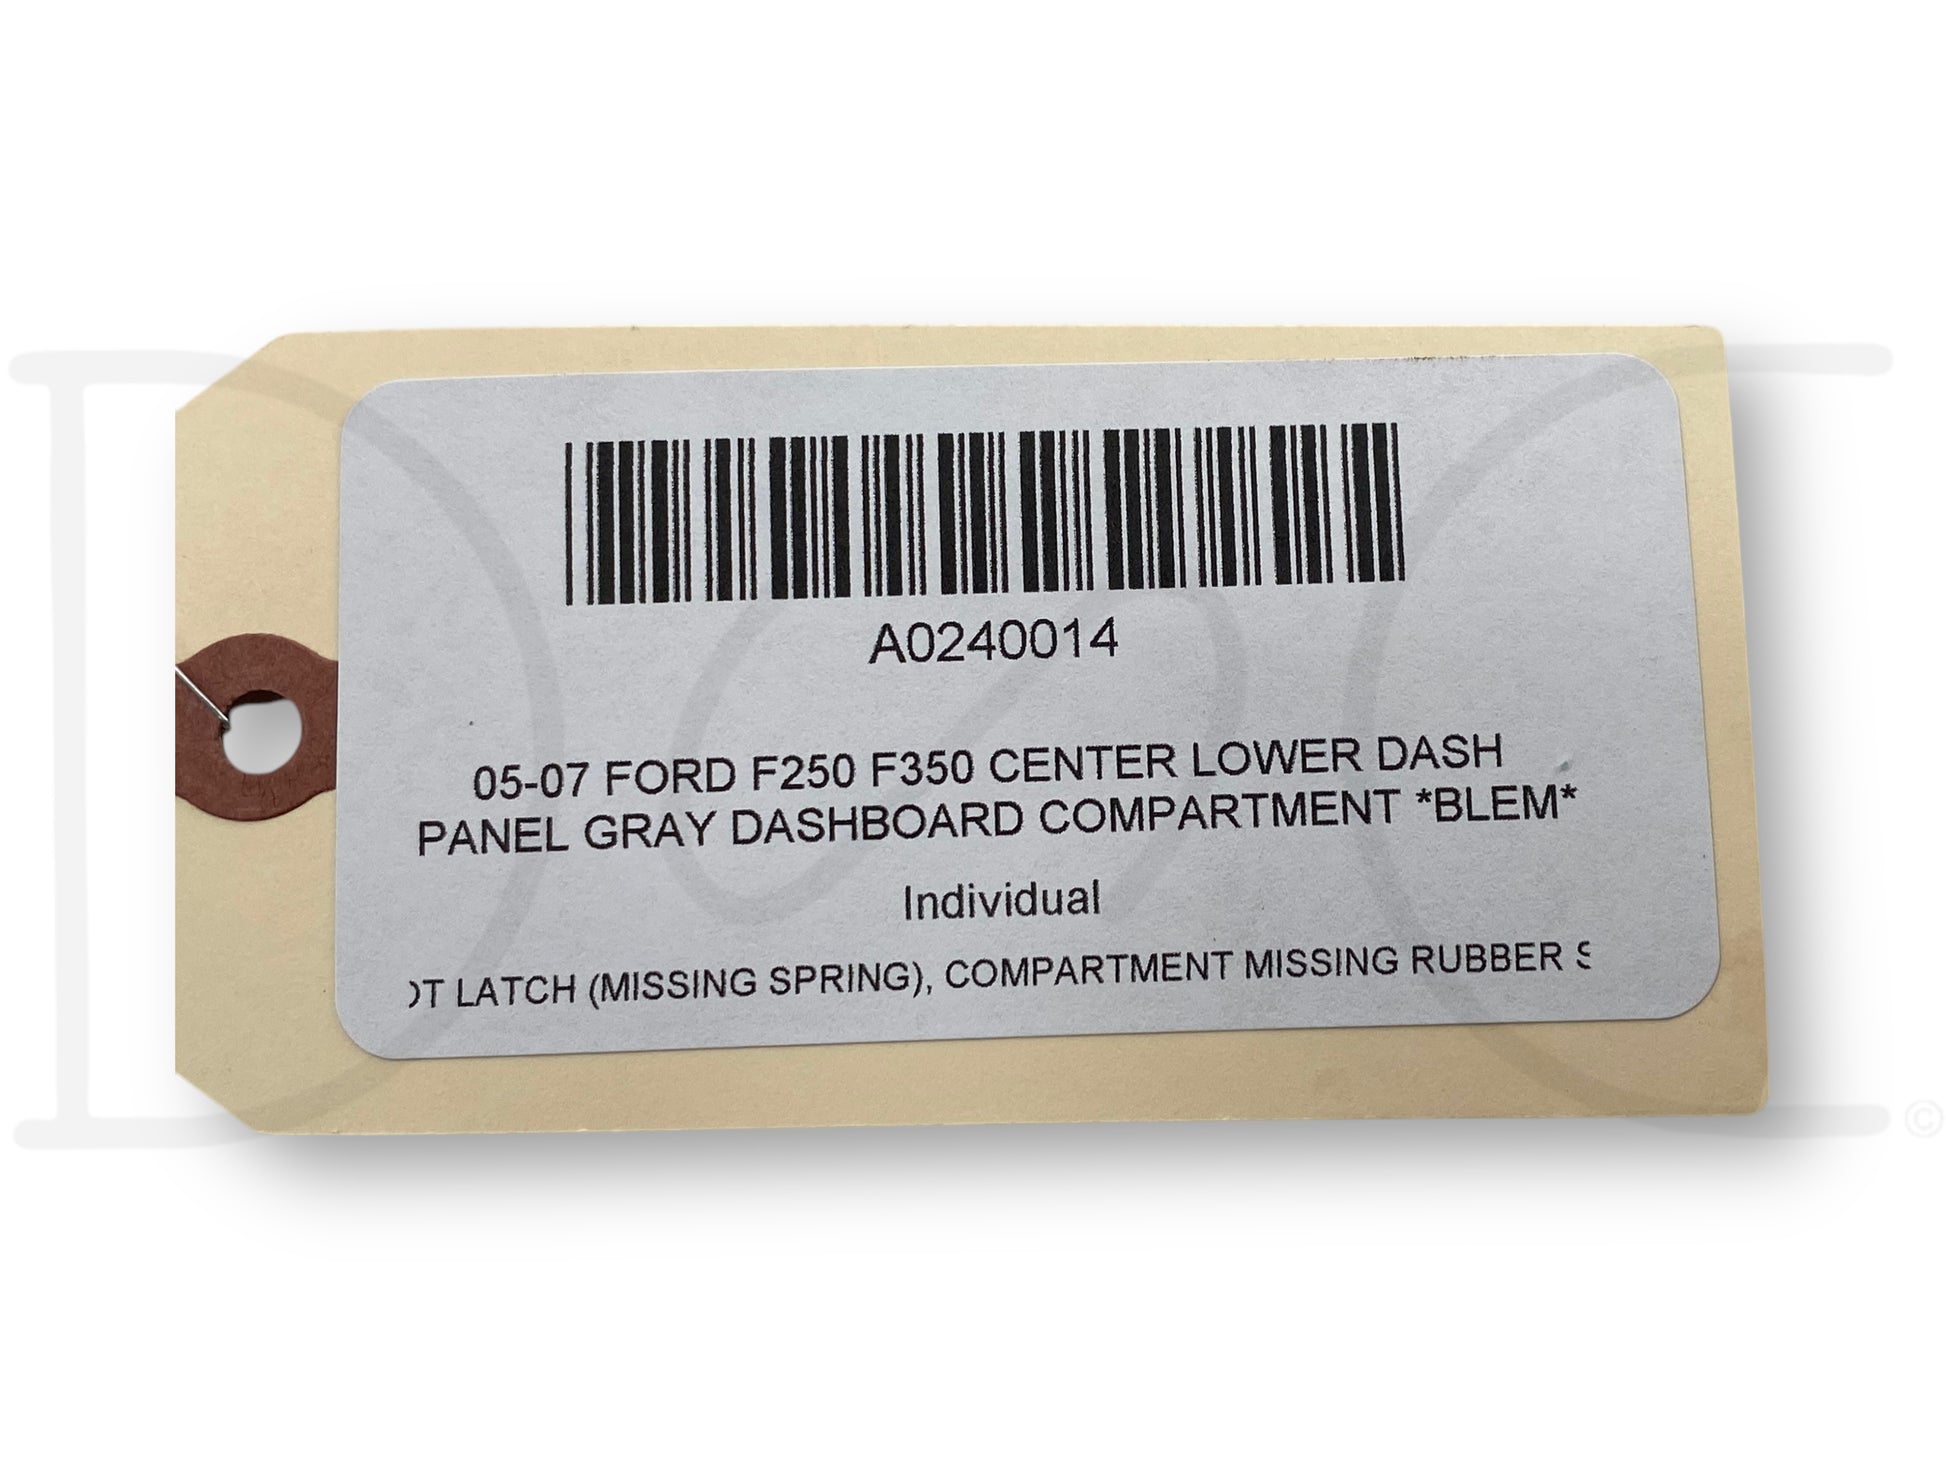 A0240014
05-07 FORD F250 F350 CENTER LOWER DASH
PANEL GRAY DASHBOARD COMPARTMENT *BLEM*
Individual
LATCH (MISSING SPRING), COMPARTMENT MISSING RUBBER
©